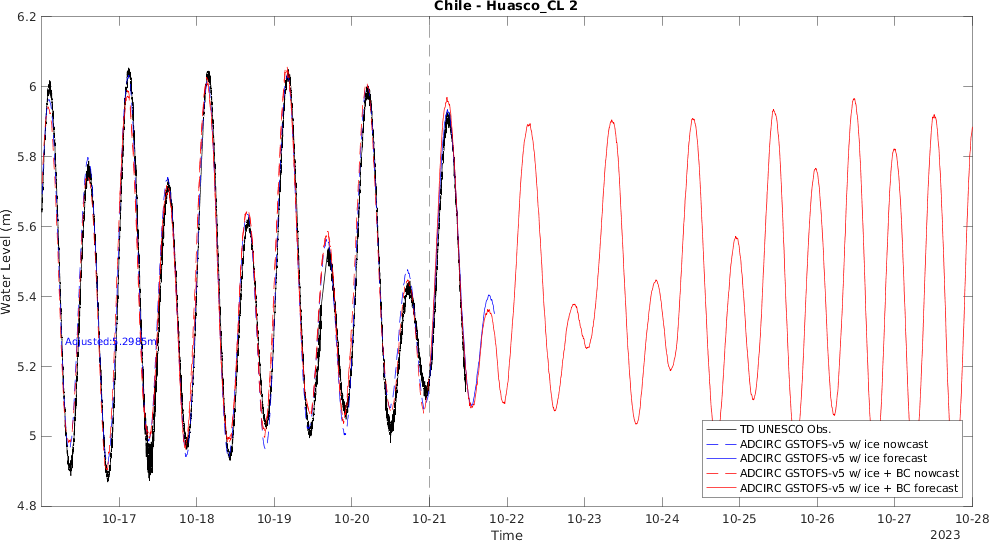 Chile - Huasco_CL 2
6.2
6
5.8
5.6
5.4
5.2
5
4.8
Water Level (m)
Adjusted:5.2985m
TD UNESCO Obs.
ADCIRC GSTOFS-v5 w/ ice nowcast
ADCIRC GSTOFS-v5 w/ ice forecast
ADCIRC GSTOFS-v5 w/ ice + BC nowcast
ADCIRC GSTOFS-v5 w/ ice + BC forecast
10-17 10-18 10-19 10-20 10-21 10-22 10-23 10-24 10-25 10-26 10-27 10-28
Time
2023